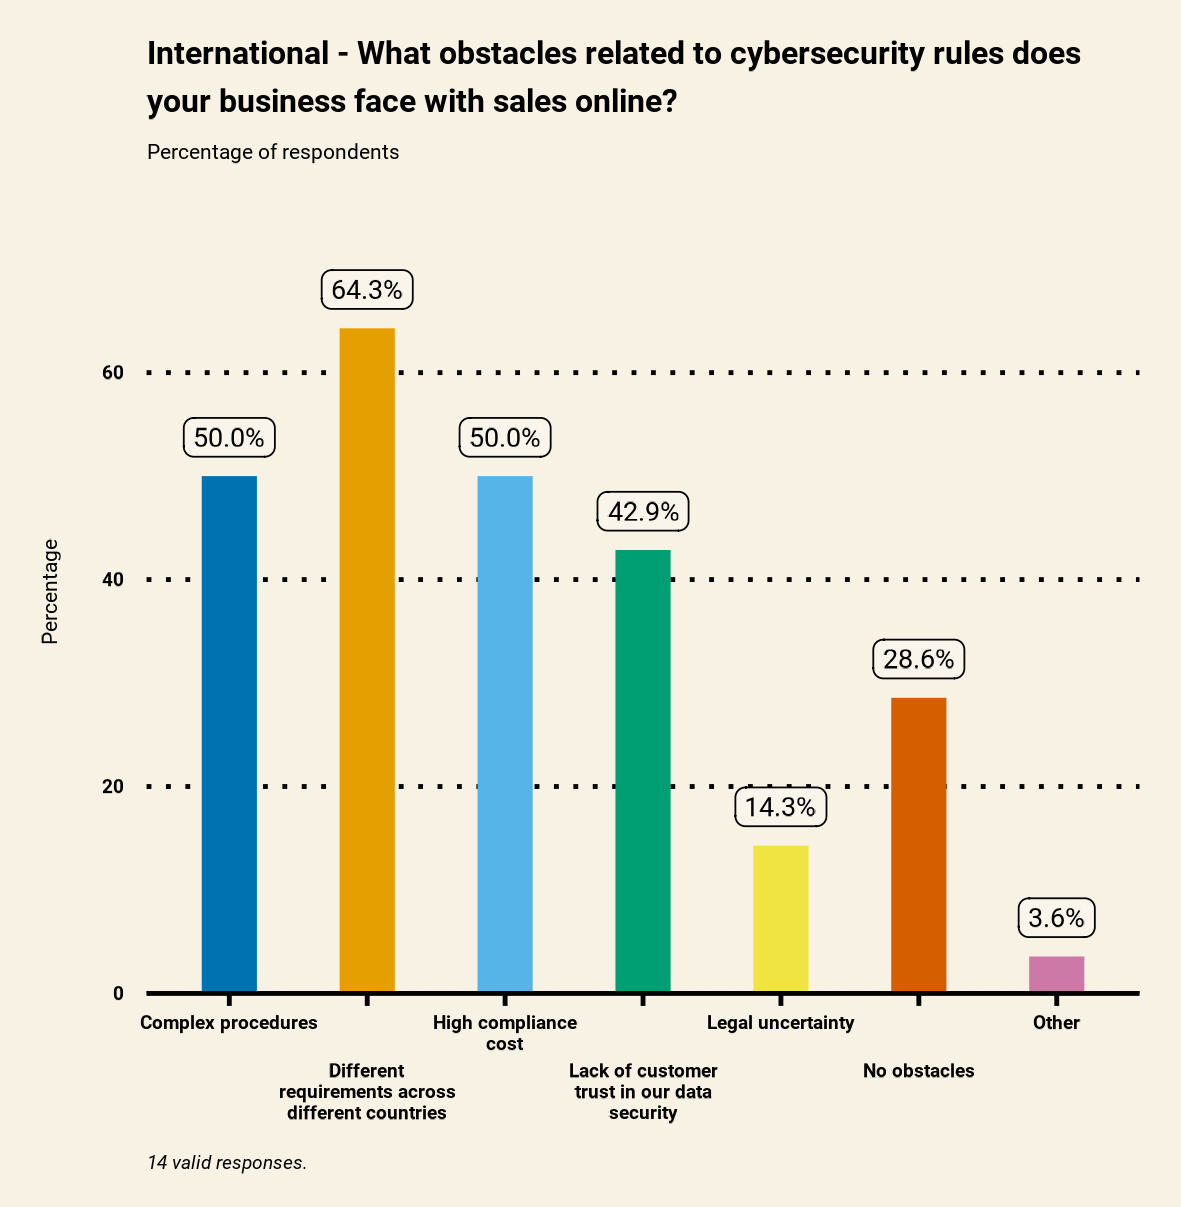 International - What obstacles related to cybersecurity rules does
your business face with sales online?
Percentage of respondents
64.3%
60
50.0%
50.0%
42.9%
Percentage
40
28.6%
20
14.3%
3.6%
0
Complex procedures
High compliance
cost
Legal uncertainty
Other
Different
requirements across
different countries
Lack of customer
trust in our data
security
No obstacles
14 valid responses.